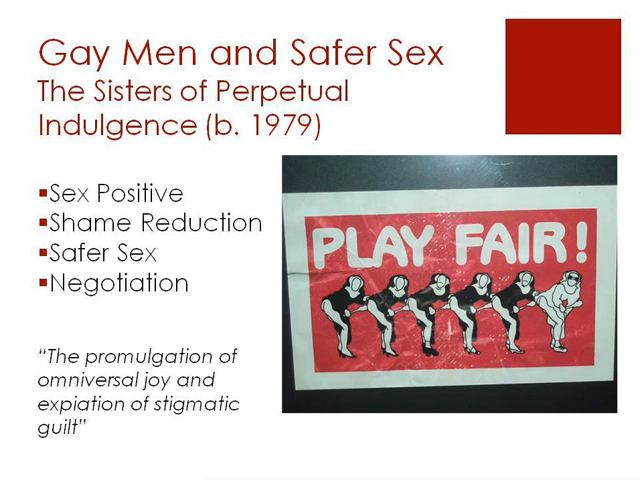 Gay Men and Safer Sex
The Sisters of Perpetual
Indulgence (b. 1979)
▪Sex Positive
▪Shame Reduction
▪Safer Sex
▪Negotiation
“The promulgation of
omniversal joy and
expiation of stigmatic
guilt”
PLAY FAIR!